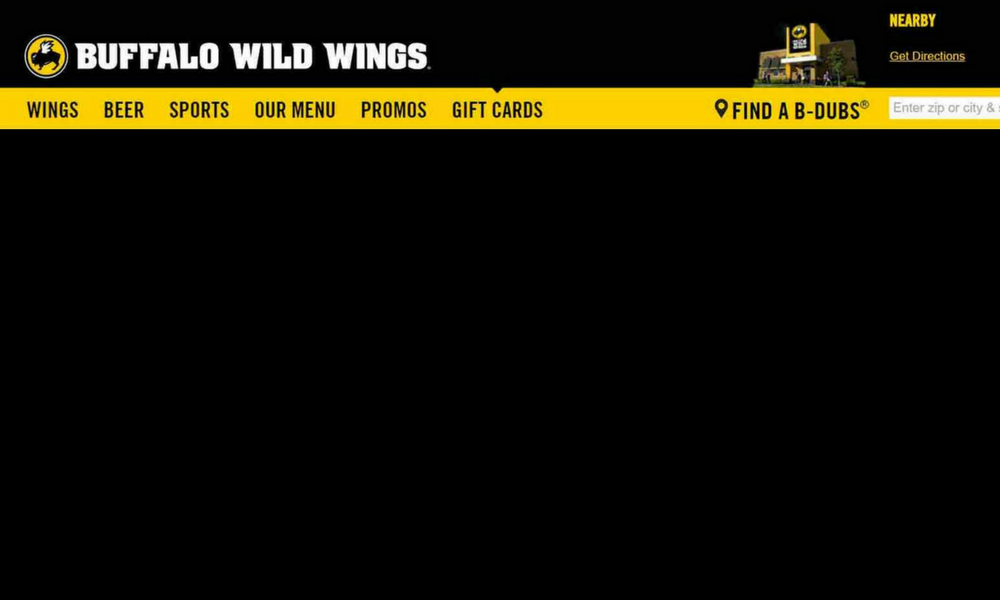 NEARBY
BUFFALO WILD WINGS
Get Directions
WINGS BEER SPORTS OUR MENU PROMOS GIFT CARDS FIND A B-DUBS® Enter zip or city &